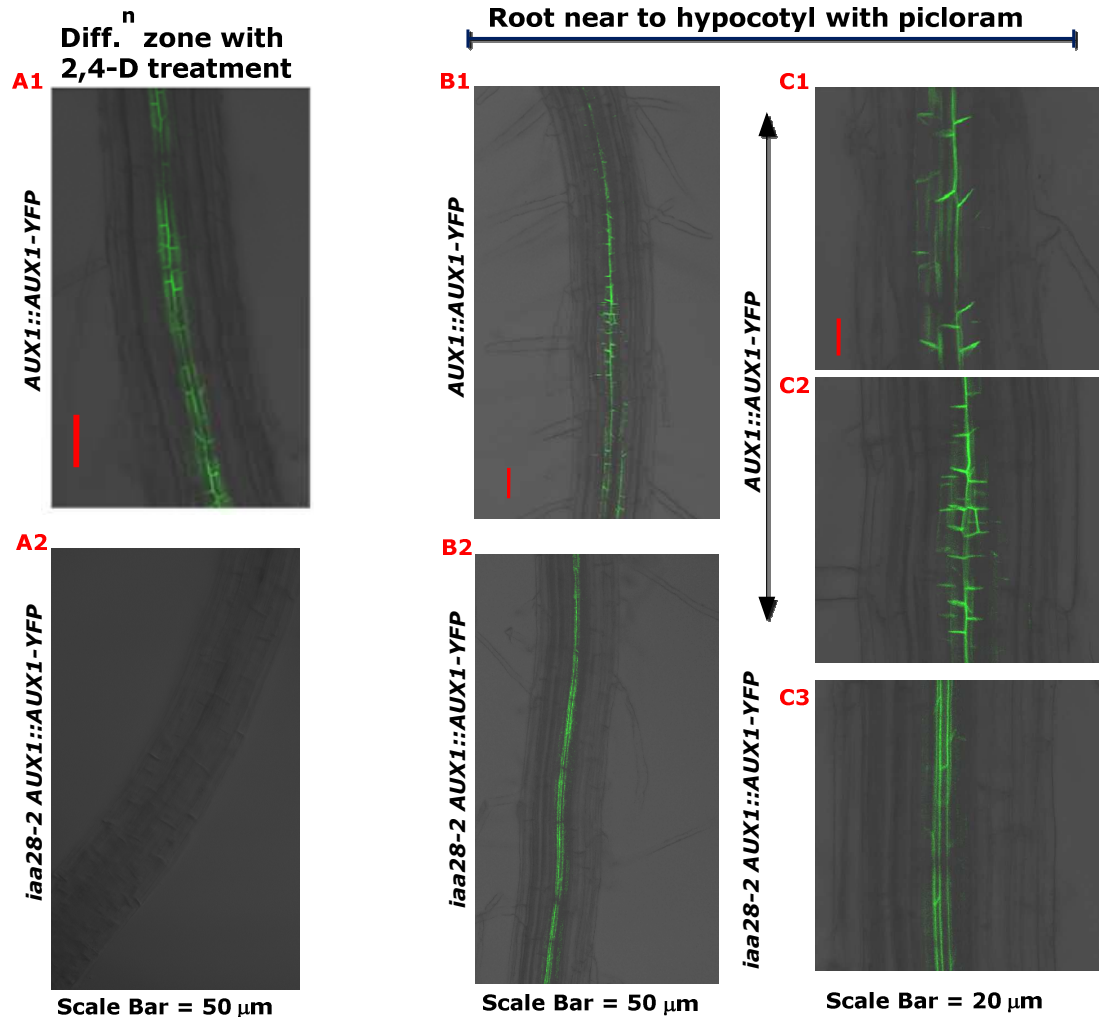 Diff.ⁿ zone with
2,4-D treatment
Root near to hypocotyl with picloram
A1
AUX1::AUX1-YFP
A2
iaa28-2 AUX1::AUX1-YFP
Scale Bar = 50 µm
B1
AUX1::AUX1-YFP
B2
iaa28-2 AUX1::AUX1-YFP
Scale Bar = 50 µm
C1
AUX1::AUX1-YFP
C2
C3
iaa28-2 AUX1::AUX1-YFP
Scale Bar = 20 µm